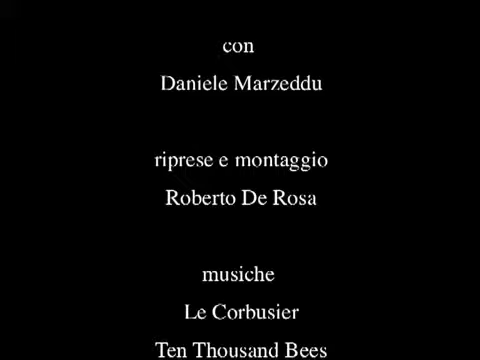 con
Daniele Marzeddu
riprese e montaggio
Roberto De Rosa
musiche
Le Corbusier
Ten Thousand Bees